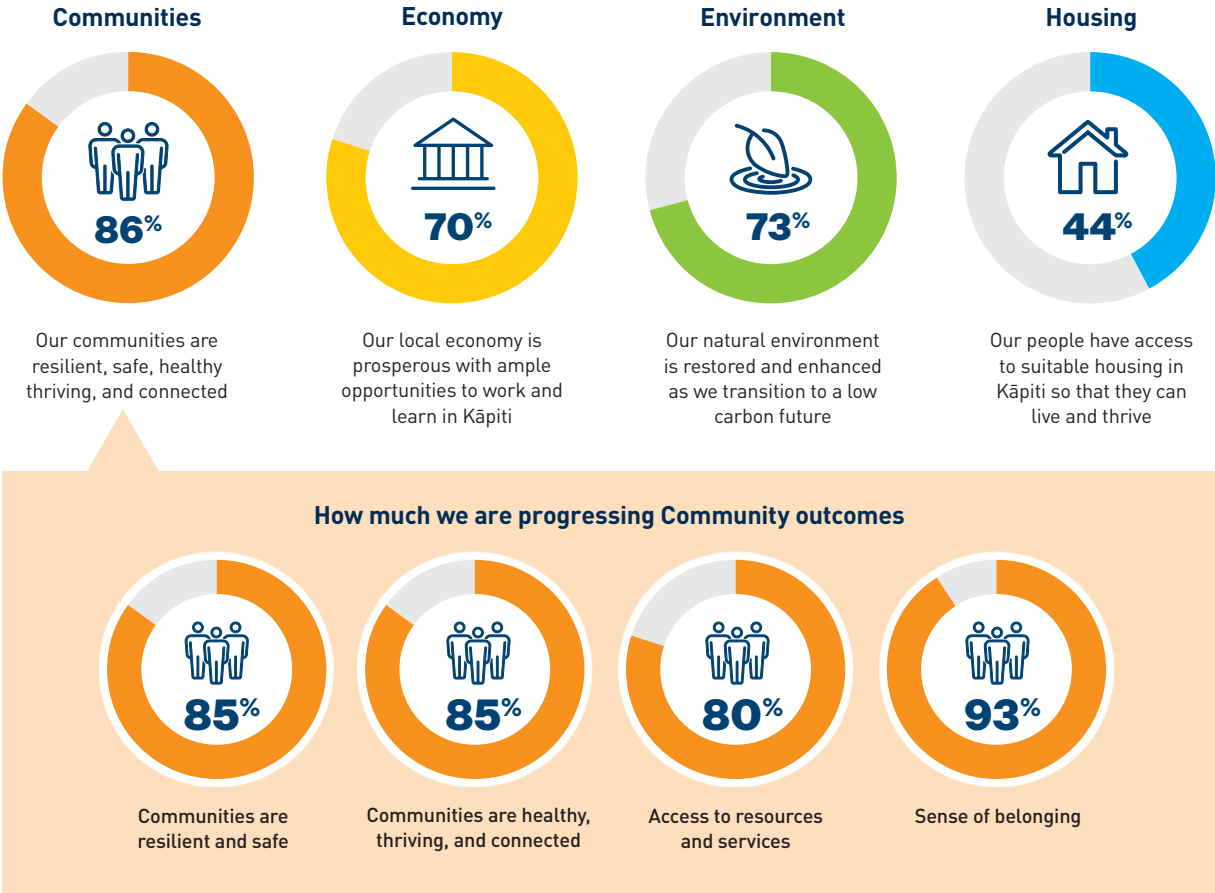 Communities
86%
Our communities are
resilient, safe, healthy
thriving, and connected
Economy
70%
Our local economy is
prosperous with ample
opportunities to work and
learn in Kāpiti
Environment
73%
Our natural environment
is restored and enhanced
as we transition to a low
carbon future
Housing
44%
Our people have access
to suitable housing in
Kāpiti so that they can
live and thrive
How much we are progressing Community outcomes
85%
Communities are
resilient and safe
85%
Communities are healthy,
thriving, and connected
80%
Access to resources
and services
93%
Sense of belonging